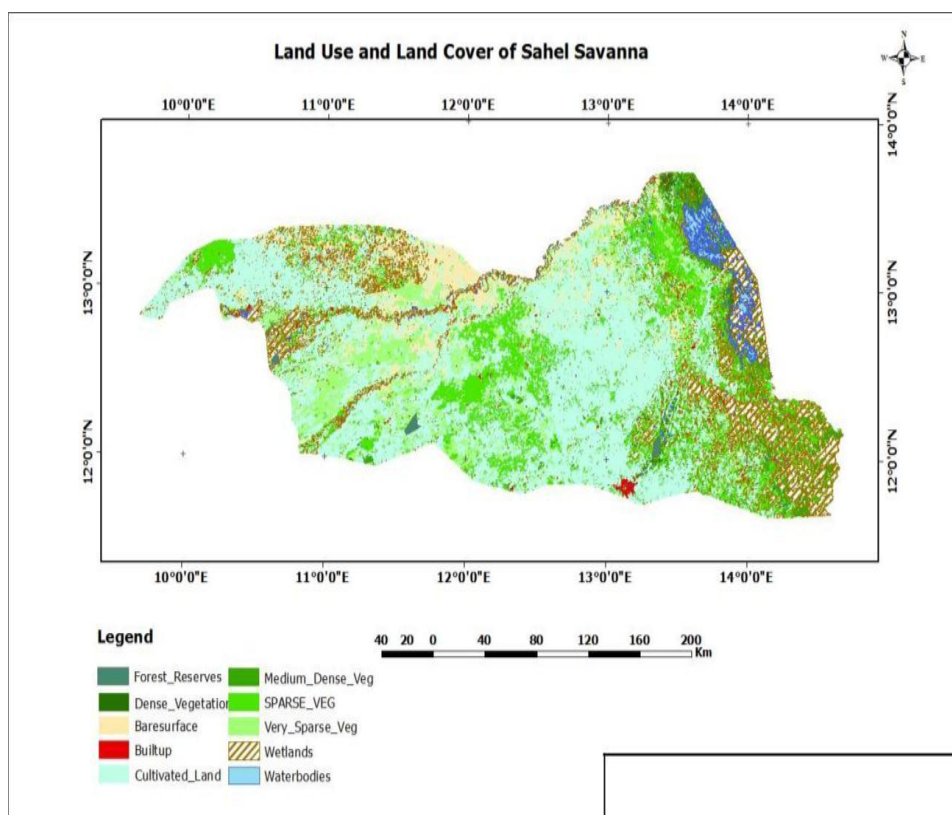 Land Use and Land Cover of Sahel Savanna
N
W E
S
10°0'0"E 11°0'0"E 12°0'0"E 13°0'0"E 14°0'0"E
14°0'0"N
13°0'0"N 13°0'0"N
12°0'0"N 12°0'0"N
10°0'0"E 11°0'0"E 12°0'0"E 13°0'0"E 14°0'0"E
Legend
40 20 0 40 80 120 160 200
Km
Forest_Reserves Medium_Dense_Veg
Dense_Vegetation SPARSE_VEG
Baresurface Very_Sparse_Veg
Builtup Wetlands
Cultivated_Land Waterbodies